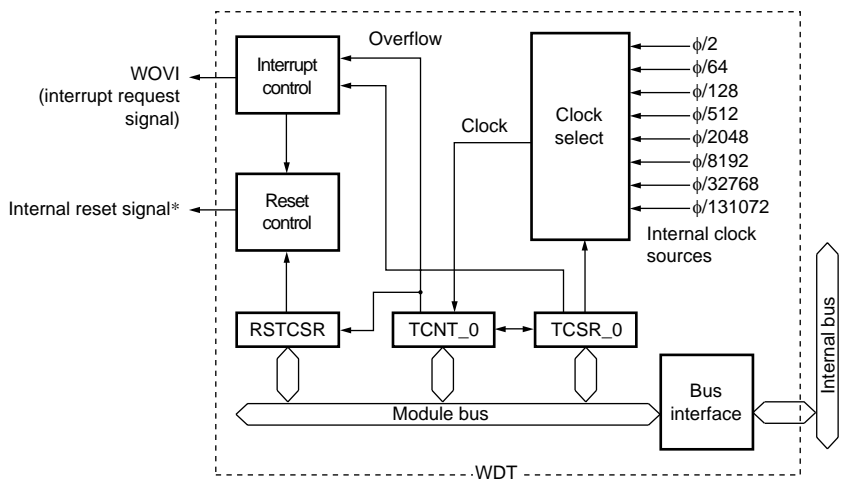 Overflow
WOVI
(interrupt request
signal)
Interrupt
control
Clock
Clock
select
ϕ/2
ϕ/64
ϕ/128
ϕ/512
ϕ/2048
ϕ/8192
ϕ/32768
ϕ/131072
Internal clock
sources
Internal reset signal*
Reset
control
RSTCSR
TCNT_0
TCSR_0
Module bus
Bus
interface
Internal bus
WDT